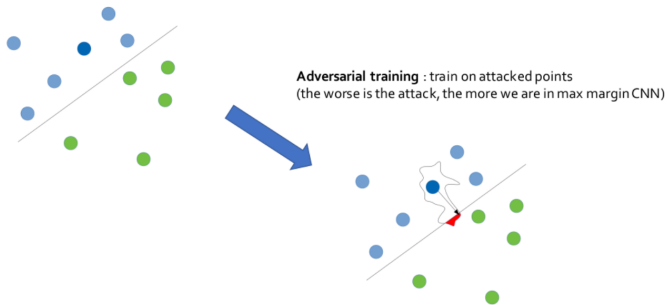 Adversarial training : train on attacked points
(the worse is the attack, the more we are in max margin CNN)